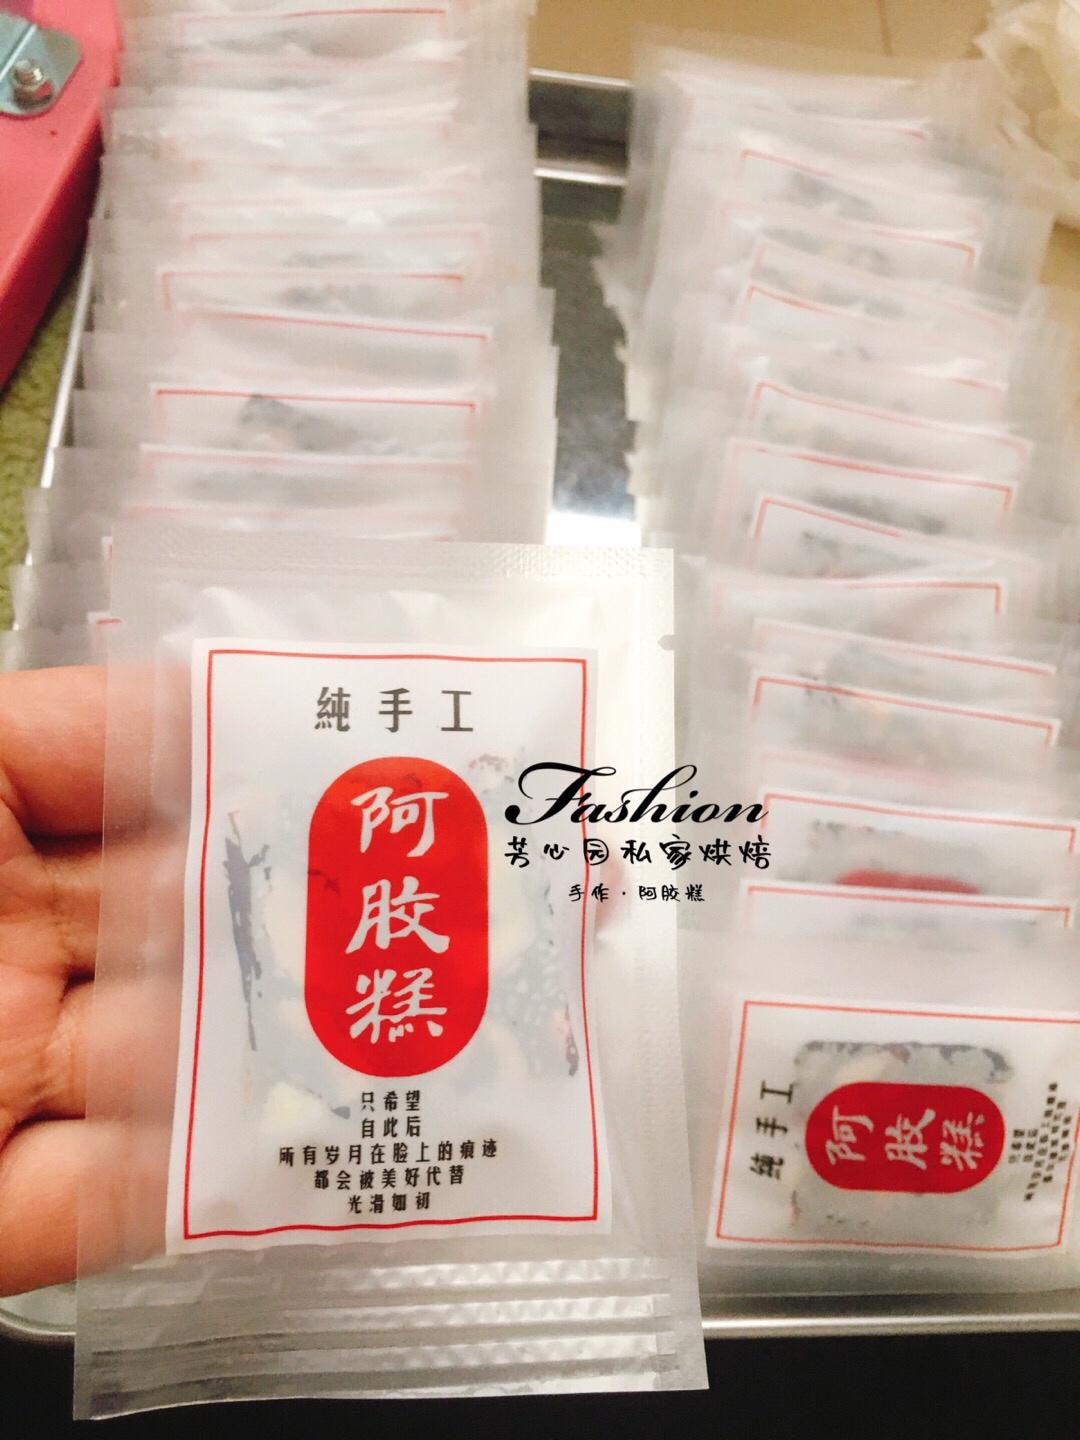 純手工
阿胶糕
只希望
自此后
所有岁月在脸上的痕迹
都会被美好代替
光滑如初
Fashion
芳心园私家烘焙
手作·阿胶糕
純手工
阿胶糕